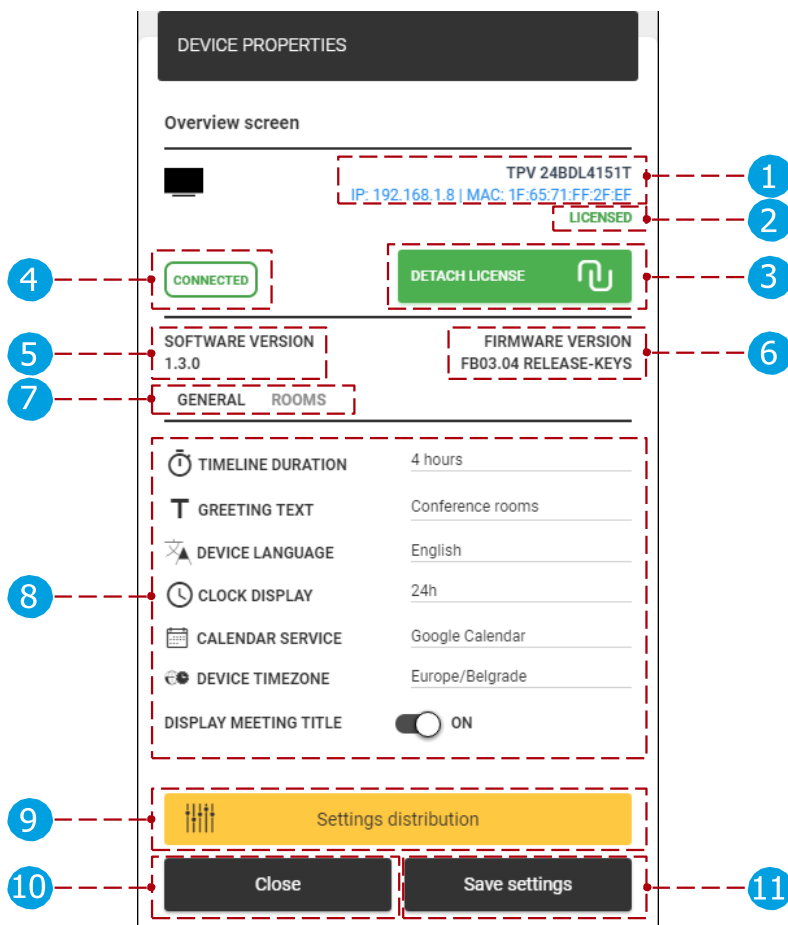 DEVICE PROPERTIES
Overview screen
TPV 24BDL4151T
1
IP: 192.168.1.8 | MAC: 1F:65:71:FF:2F:EF
LICENSED
2
4
CONNECTED
DETACH LICENSE
3
SOFTWARE VERSION
FIRMWARE VERSION
5
6
1.3.0
FB03.04 RELEASE-KEYS
7
GENERAL ROOMS
TIMELINE DURATION 4 hours
GREETING TEXT Conference rooms
DEVICE LANGUAGE English
8
CLOCK DISPLAY 24h
CALENDAR SERVICE Google Calendar
DEVICE TIMEZONE Europe/Belgrade
DISPLAY MEETING TITLE ON
9
Settings distribution
10
Close
Save settings
11